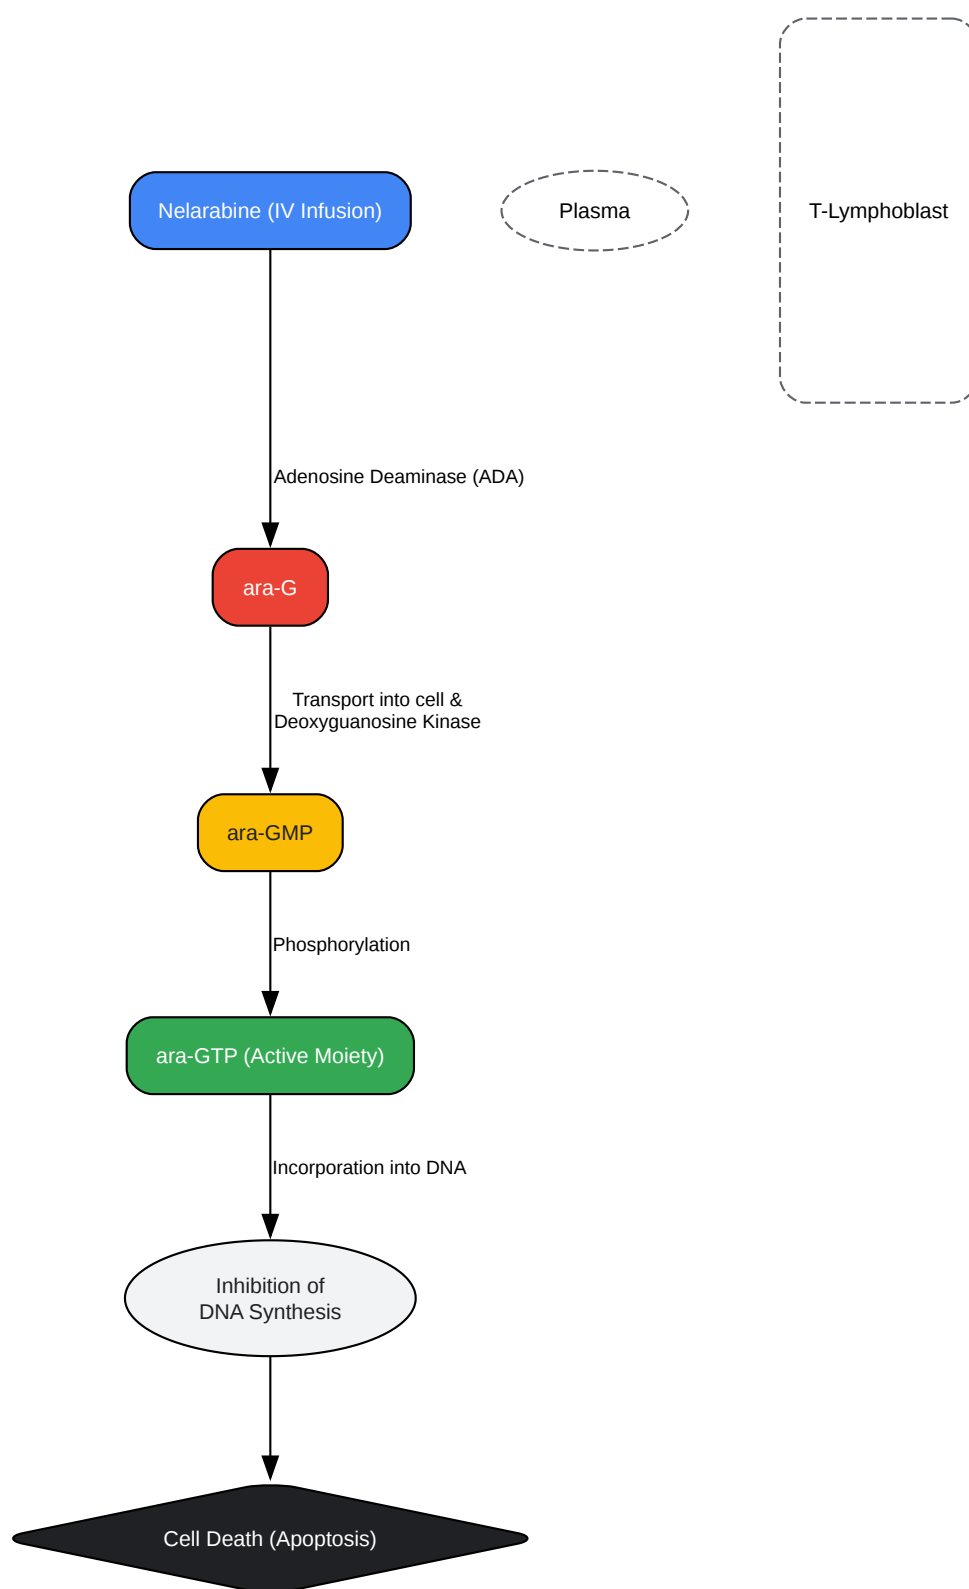 Nelarabine (IV Infusion)
Plasma
T-Lymphoblast
Adenosine Deaminase (ADA)
ara-G
Transport into cell &
Deoxyguanosine Kinase
ara-GMP
Phosphorylation
ara-GTP (Active Moiety)
Incorporation into DNA
Inhibition of
DNA Synthesis
Cell Death (Apoptosis)